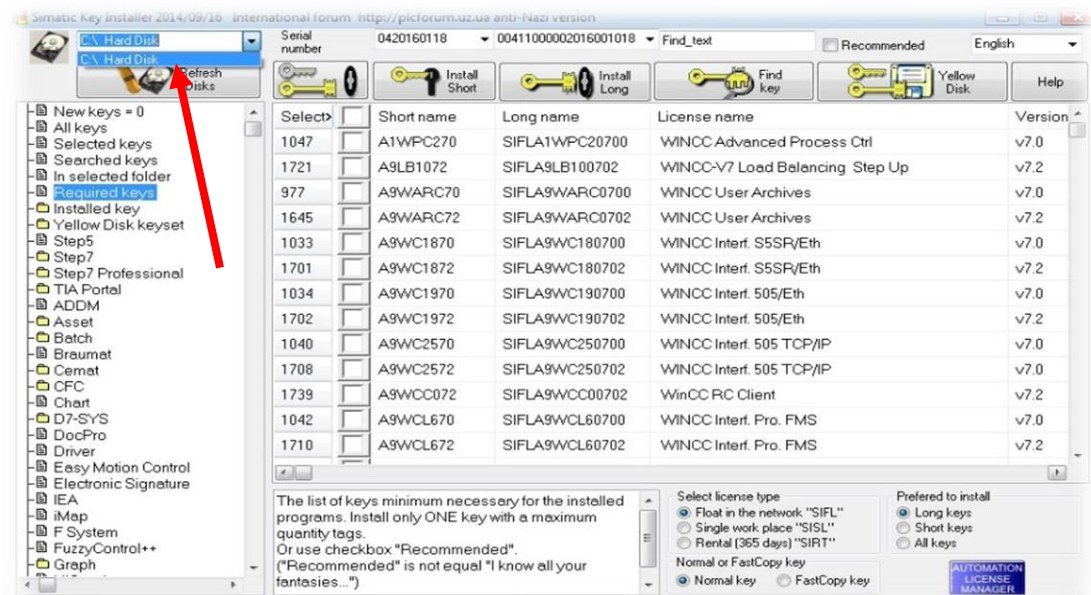 Simatic Key Installer 2014/09/16 International forum http://plcforum.uz.ua anti-Nazi version
C:\ Hard Disk
C:\ Hard Disk
Refresh Disks
Serial number
0420160118
00411000002016001018
Find_text
Recommended
English
Install Short
Install Long
Find key
Yellow Disk
Help
New keys = 0
All keys
Selected keys
Searched keys
In selected folder
Required keys
Installed key
Yellow Disk keyset
Step5
Step7
Step7 Professional
TIA Portal
ADDM
Asset
Batch
Braumat
Cemat
CFC
Chart
D7-SYS
DocPro
Driver
Easy Motion Control
Electronic Signature
IEA
iMap
F System
FuzzyControl++
Graph
Select> Short name Long name License name Version
1047 A1WPC270 SIFLA1WPC20700 WINCC Advanced Process Ctrl v7.0
1721 A9LB1072 SIFLA9LB100702 WINCC-V7 Load Balancing Step Up v7.2
977 A9WARC70 SIFLA9WARC0700 WINCC User Archives v7.0
1645 A9WARC72 SIFLA9WARC0702 WINCC User Archives v7.2
1033 A9WC1870 SIFLA9WC180700 WINCC Interf. S5SR/Eth v7.0
1701 A9WC1872 SIFLA9WC180702 WINCC Interf. S5SR/Eth v7.2
1034 A9WC1970 SIFLA9WC190700 WINCC Interf. 505/Eth v7.0
1702 A9WC1972 SIFLA9WC190702 WINCC Interf. 505/Eth v7.2
1040 A9WC2570 SIFLA9WC250700 WINCC Interf. 505 TCP/IP v7.0
1708 A9WC2572 SIFLA9WC250702 WINCC Interf. 505 TCP/IP v7.2
1739 A9WCC072 SIFLA9WCC00702 WinCC RC Client v7.2
1042 A9WCL670 SIFLA9WCL60700 WINCC Interf. Pro. FMS v7.0
1710 A9WCL672 SIFLA9WCL60702 WINCC Interf. Pro. FMS v7.2
The list of keys minimum necessary for the installed
programs. Install only ONE key with a maximum
quantity tags.
Or use checkbox "Recommended".
("Recommended" is not equal "I know all your
fantasies...")
Select license type
Float in the network "SIFL"
Single work place "SISL"
Rental (365 days) "SIRT"
Normal or FastCopy key
Normal key FastCopy key
Prefered to install
Long keys
Short keys
All keys
AUTOMATION
LICENSE
MANAGER